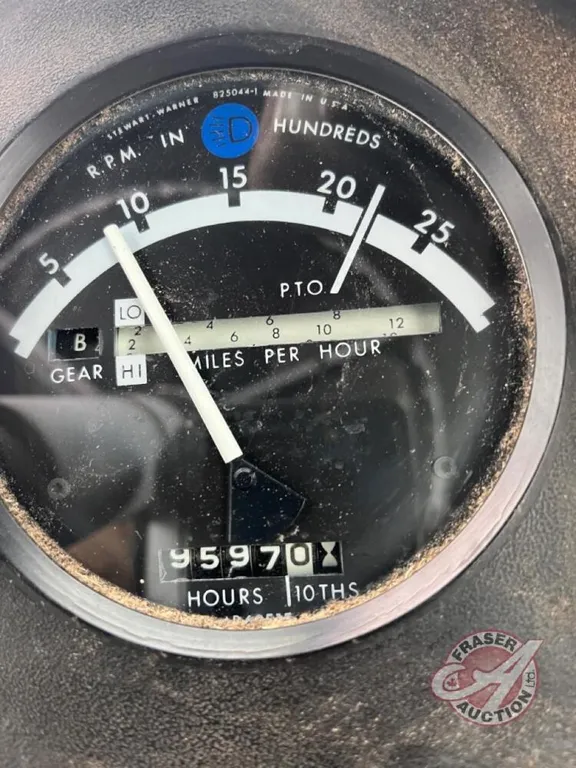 STEWART-WARNER 825044-1 MADE IN U.S.A.
R.P.M. IN HUNDREDS
5 10 15 20 25
P.T.O.
LO
2 4 6 8
B 2 4 6 8 10 12
GEAR HI MILES PER HOUR
95970
HOURS 10THS
FRASER
AUCTION Ltd.